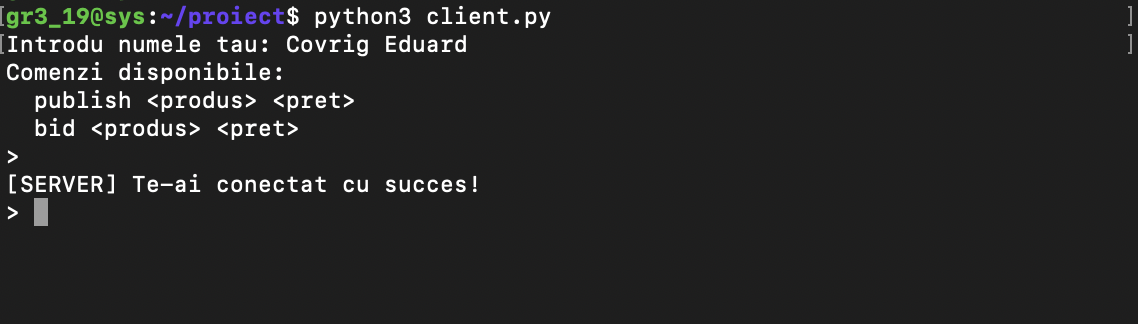 [gr3_19@sys:~/proiect$ python3 client.py ]
[Introdu numele tau: Covrig Eduard ]
Comenzi disponibile:
  publish <produs> <pret>
  bid <produs> <pret>
>
[SERVER] Te-ai conectat cu succes!
>